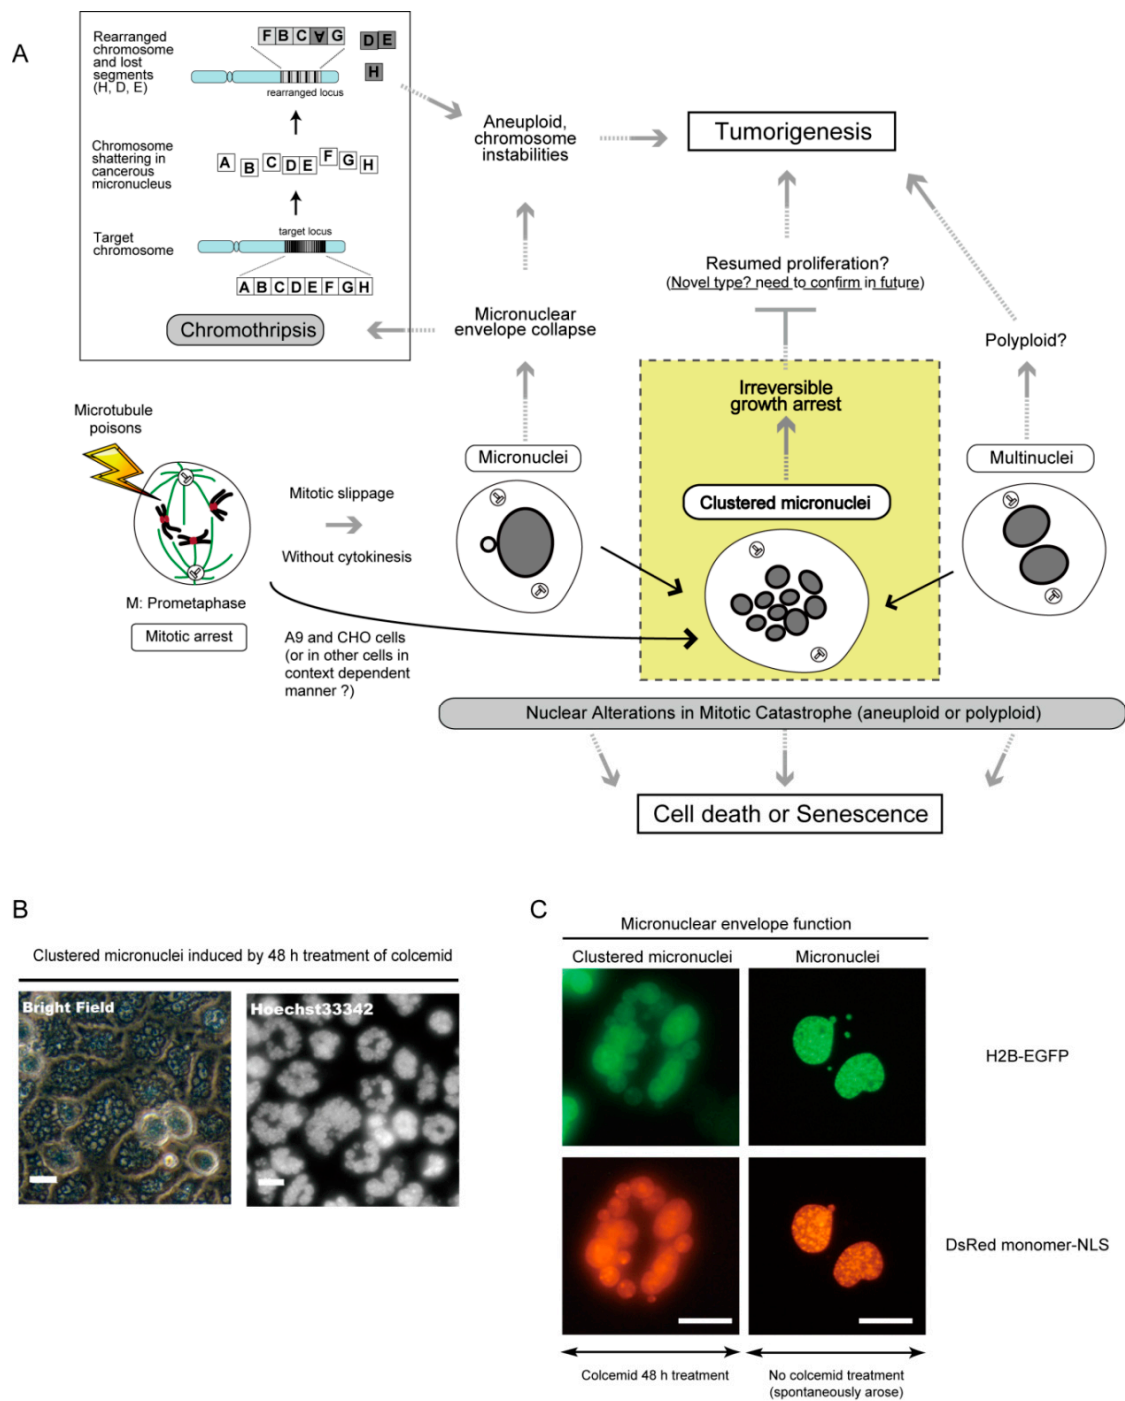 A
Rearranged
chromosome
and lost
segments
(H, D, E)
F B C A G
D E
H
rearranged locus
Chromosome
shattering in
cancerous
micronucleus
A B C D E F G H
Target
chromosome
target locus
A B C D E F G H
Chromothripsis
Aneuploid,
chromosome
instabilities
Tumorigenesis
Resumed proliferation?
(Novel type? need to confirm in future)
Micronuclear
envelope collapse
Polyploid?
Irreversible
growth arrest
Microtubule
poisons
Micronuclei
Multinuclei
Clustered micronuclei
Mitotic slippage
Without cytokinesis
M: Prometaphase
Mitotic arrest
A9 and CHO cells
(or in other cells in
context dependent
manner ?)
Nuclear Alterations in Mitotic Catastrophe (aneuploid or polyploid)
Cell death or Senescence
B
Clustered micronuclei induced by 48 h treatment of colcemid
Bright Field
Hoechst33342
C
Micronuclear envelope function
Clustered micronuclei
Micronuclei
H2B-EGFP
DsRed monomer-NLS
Colcemid 48 h treatment
No colcemid treatment
(spontaneously arose)